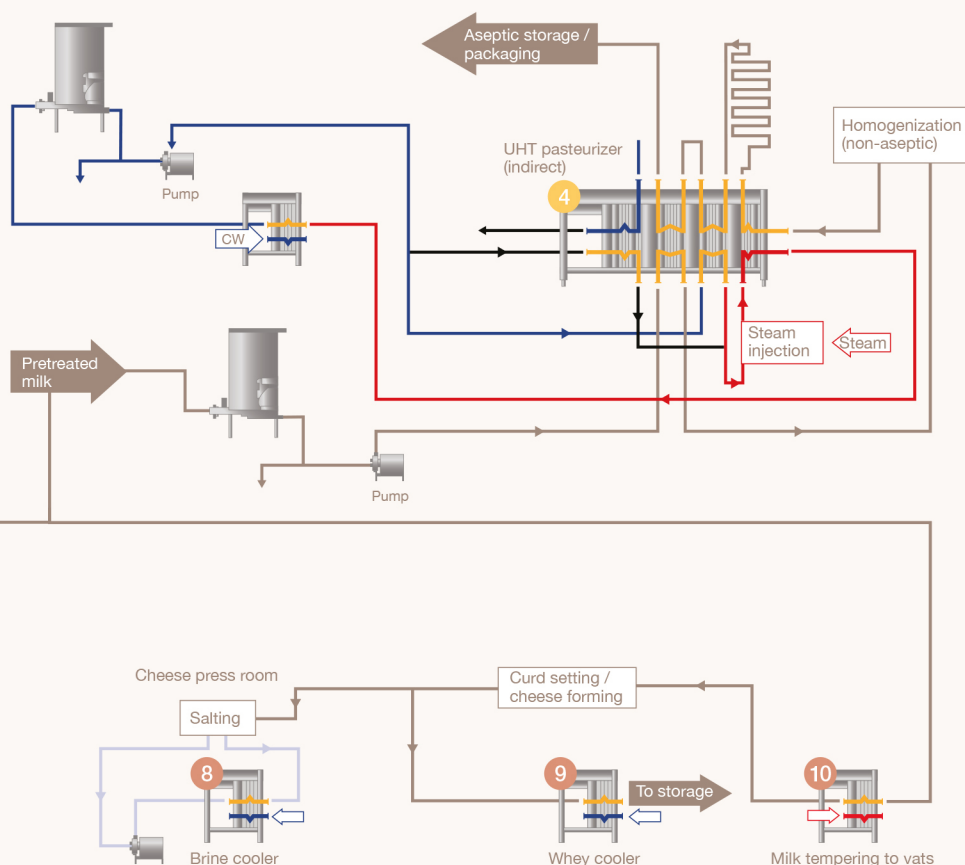 Aseptic storage /
packaging
Homogenization
(non-aseptic)
UHT pasteurizer
(indirect)
4
Pump
CW
Steam
injection
Steam
Pretreated
milk
Pump
Cheese press room
Curd setting /
cheese forming
Salting
8
9
10
To storage
Brine cooler
Whey cooler
Milk tempering to vats